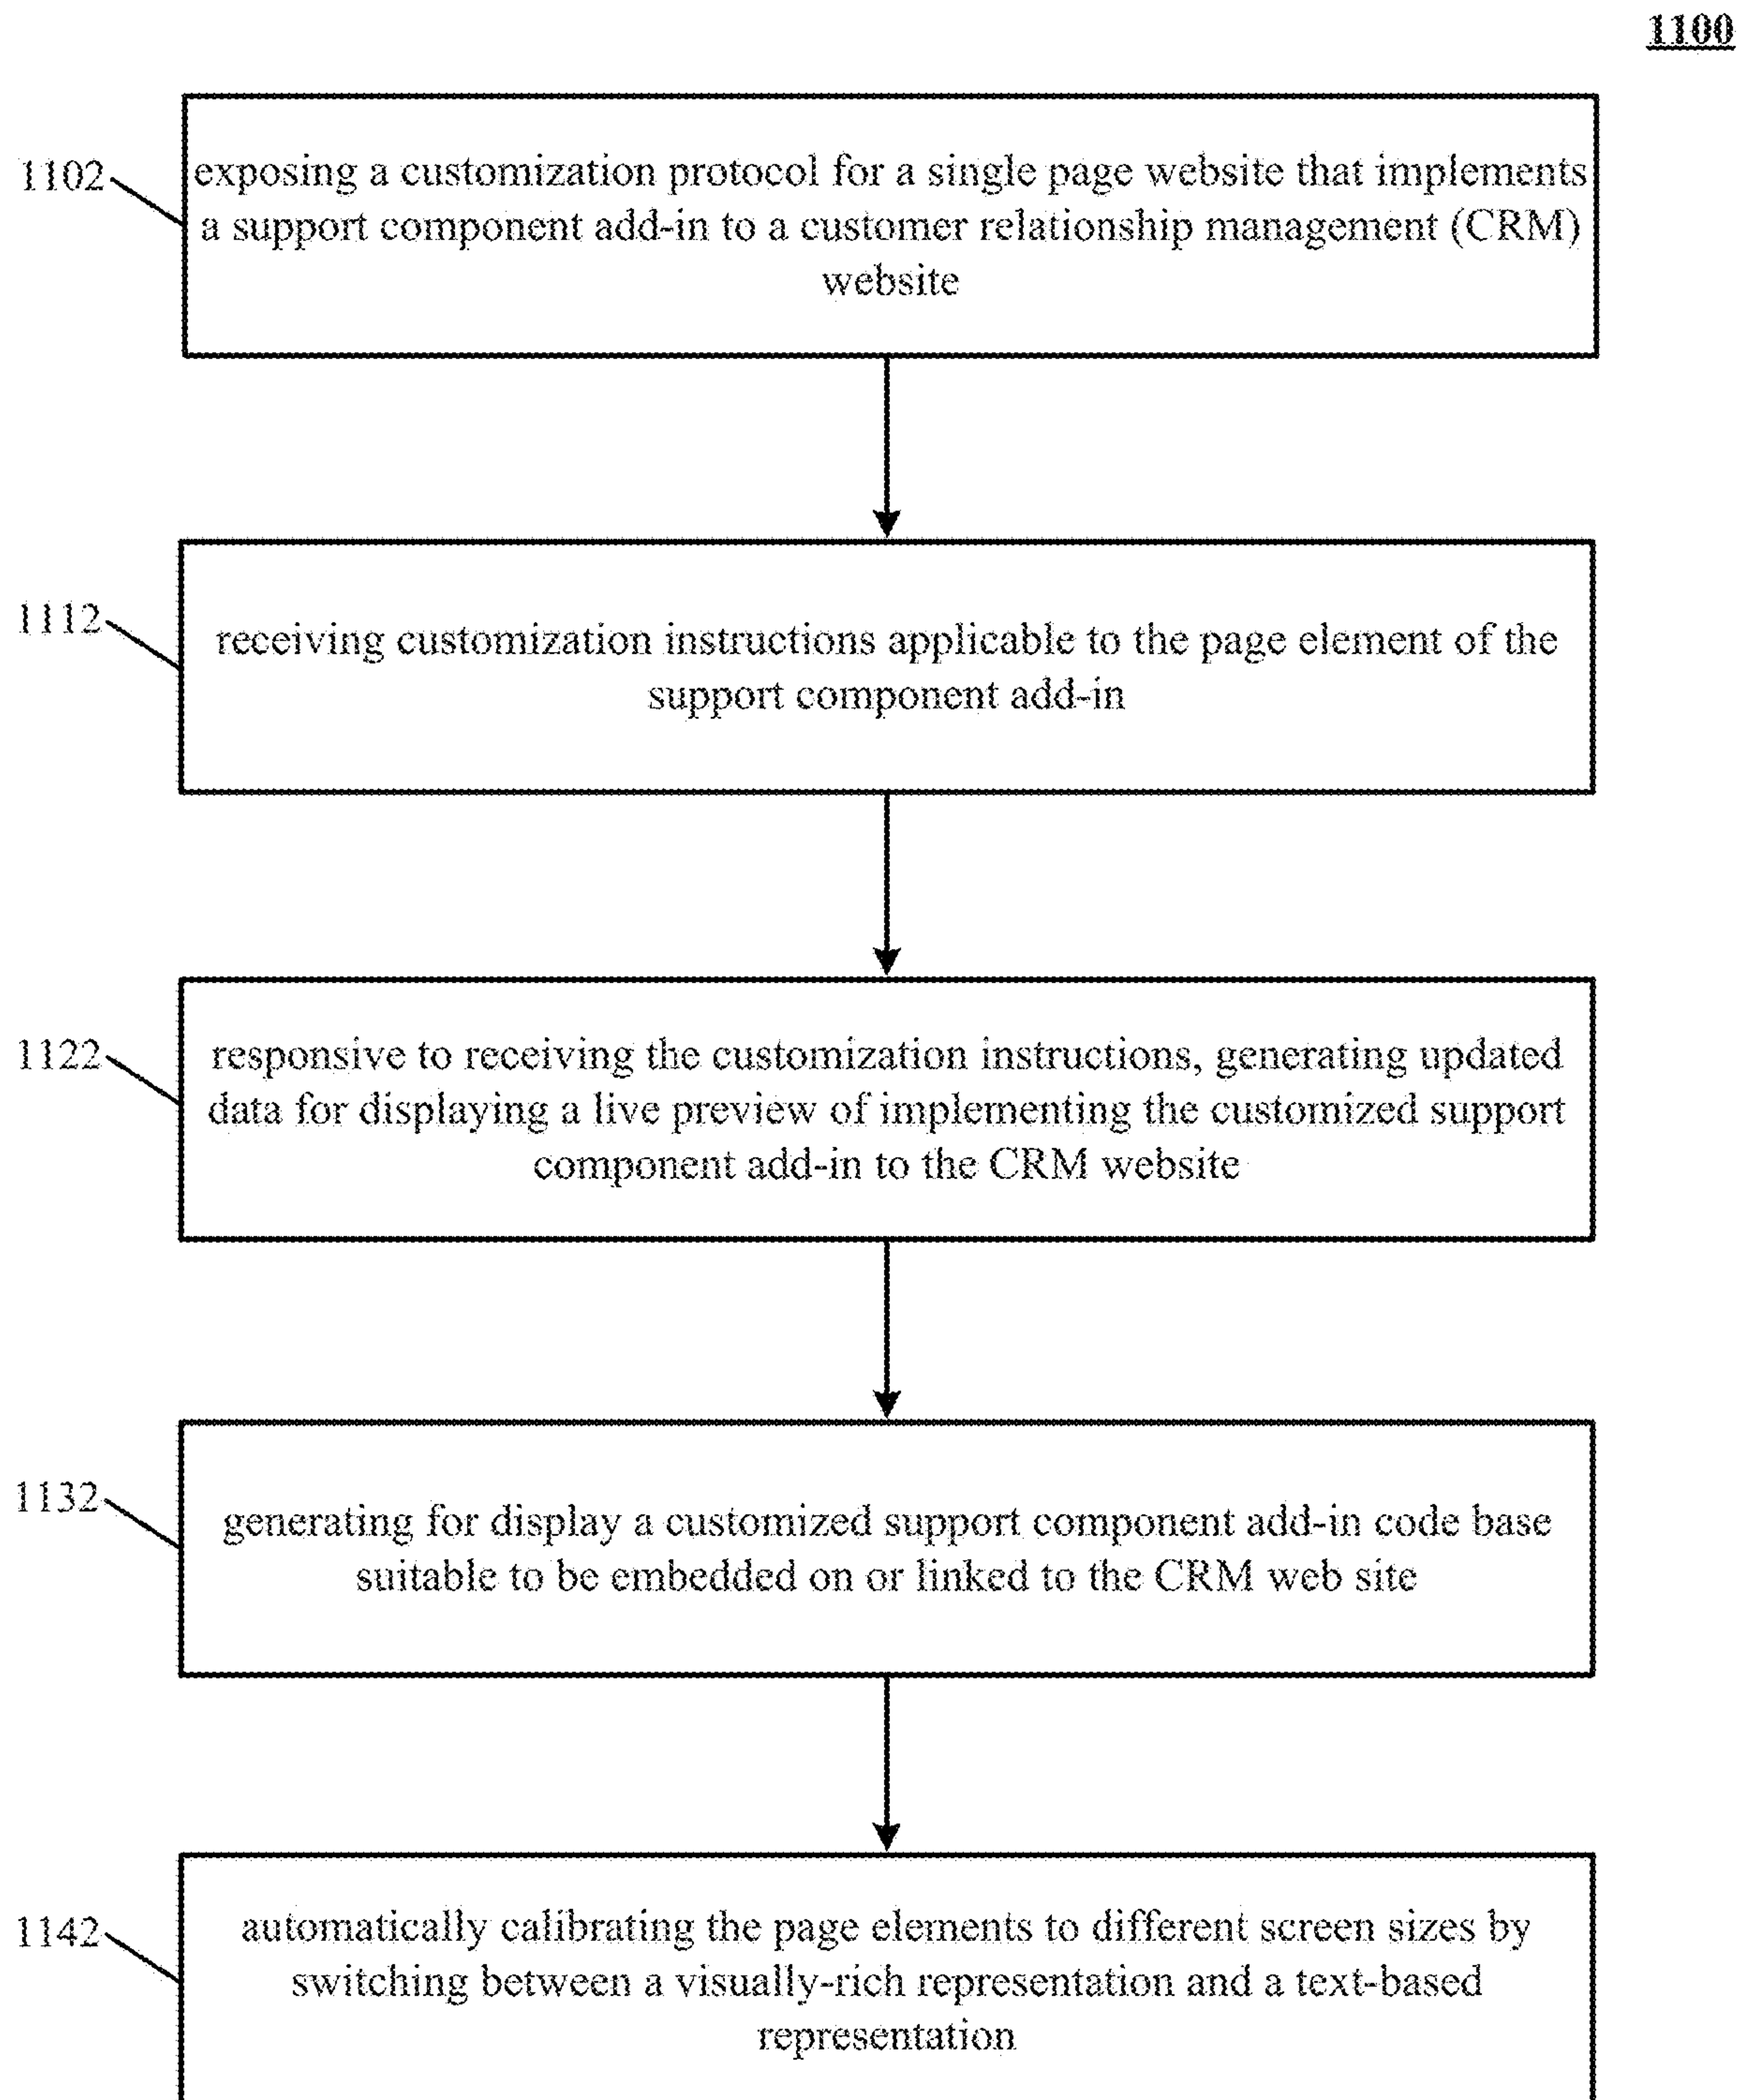 1100
1102
exposing a customization protocol for a single page website that implements
a support component add-in to a customer relationship management (CRM)
website
1112
receiving customization instructions applicable to the page element of the
support component add-in
1122
responsive to receiving the customization instructions, generating updated
data for displaying a live preview of implementing the customized support
component add-in to the CRM website
1132
generating for display a customized support component add-in code base
suitable to be embedded on or linked to the CRM web site
1142
automatically calibrating the page elements to different screen sizes by
switching between a visually-rich representation and a text-based
representation